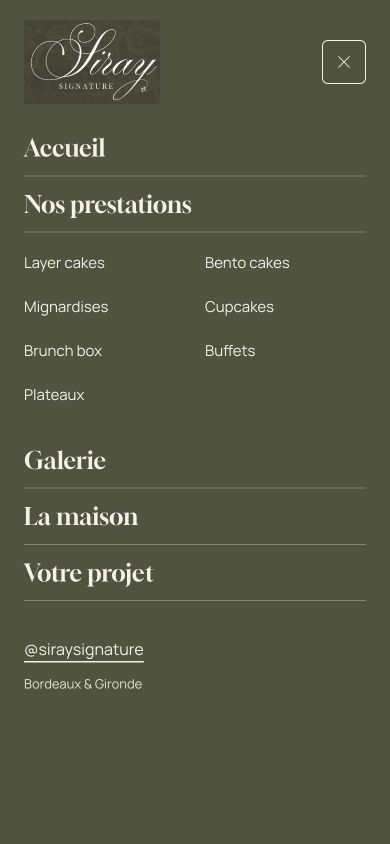 Siray
SIGNATURE
Accueil
Nos prestations
Layer cakes
Bento cakes
Mignardises
Cupcakes
Brunch box
Buffets
Plateaux
Galerie
La maison
Votre projet
@siraysignature
Bordeaux & Gironde